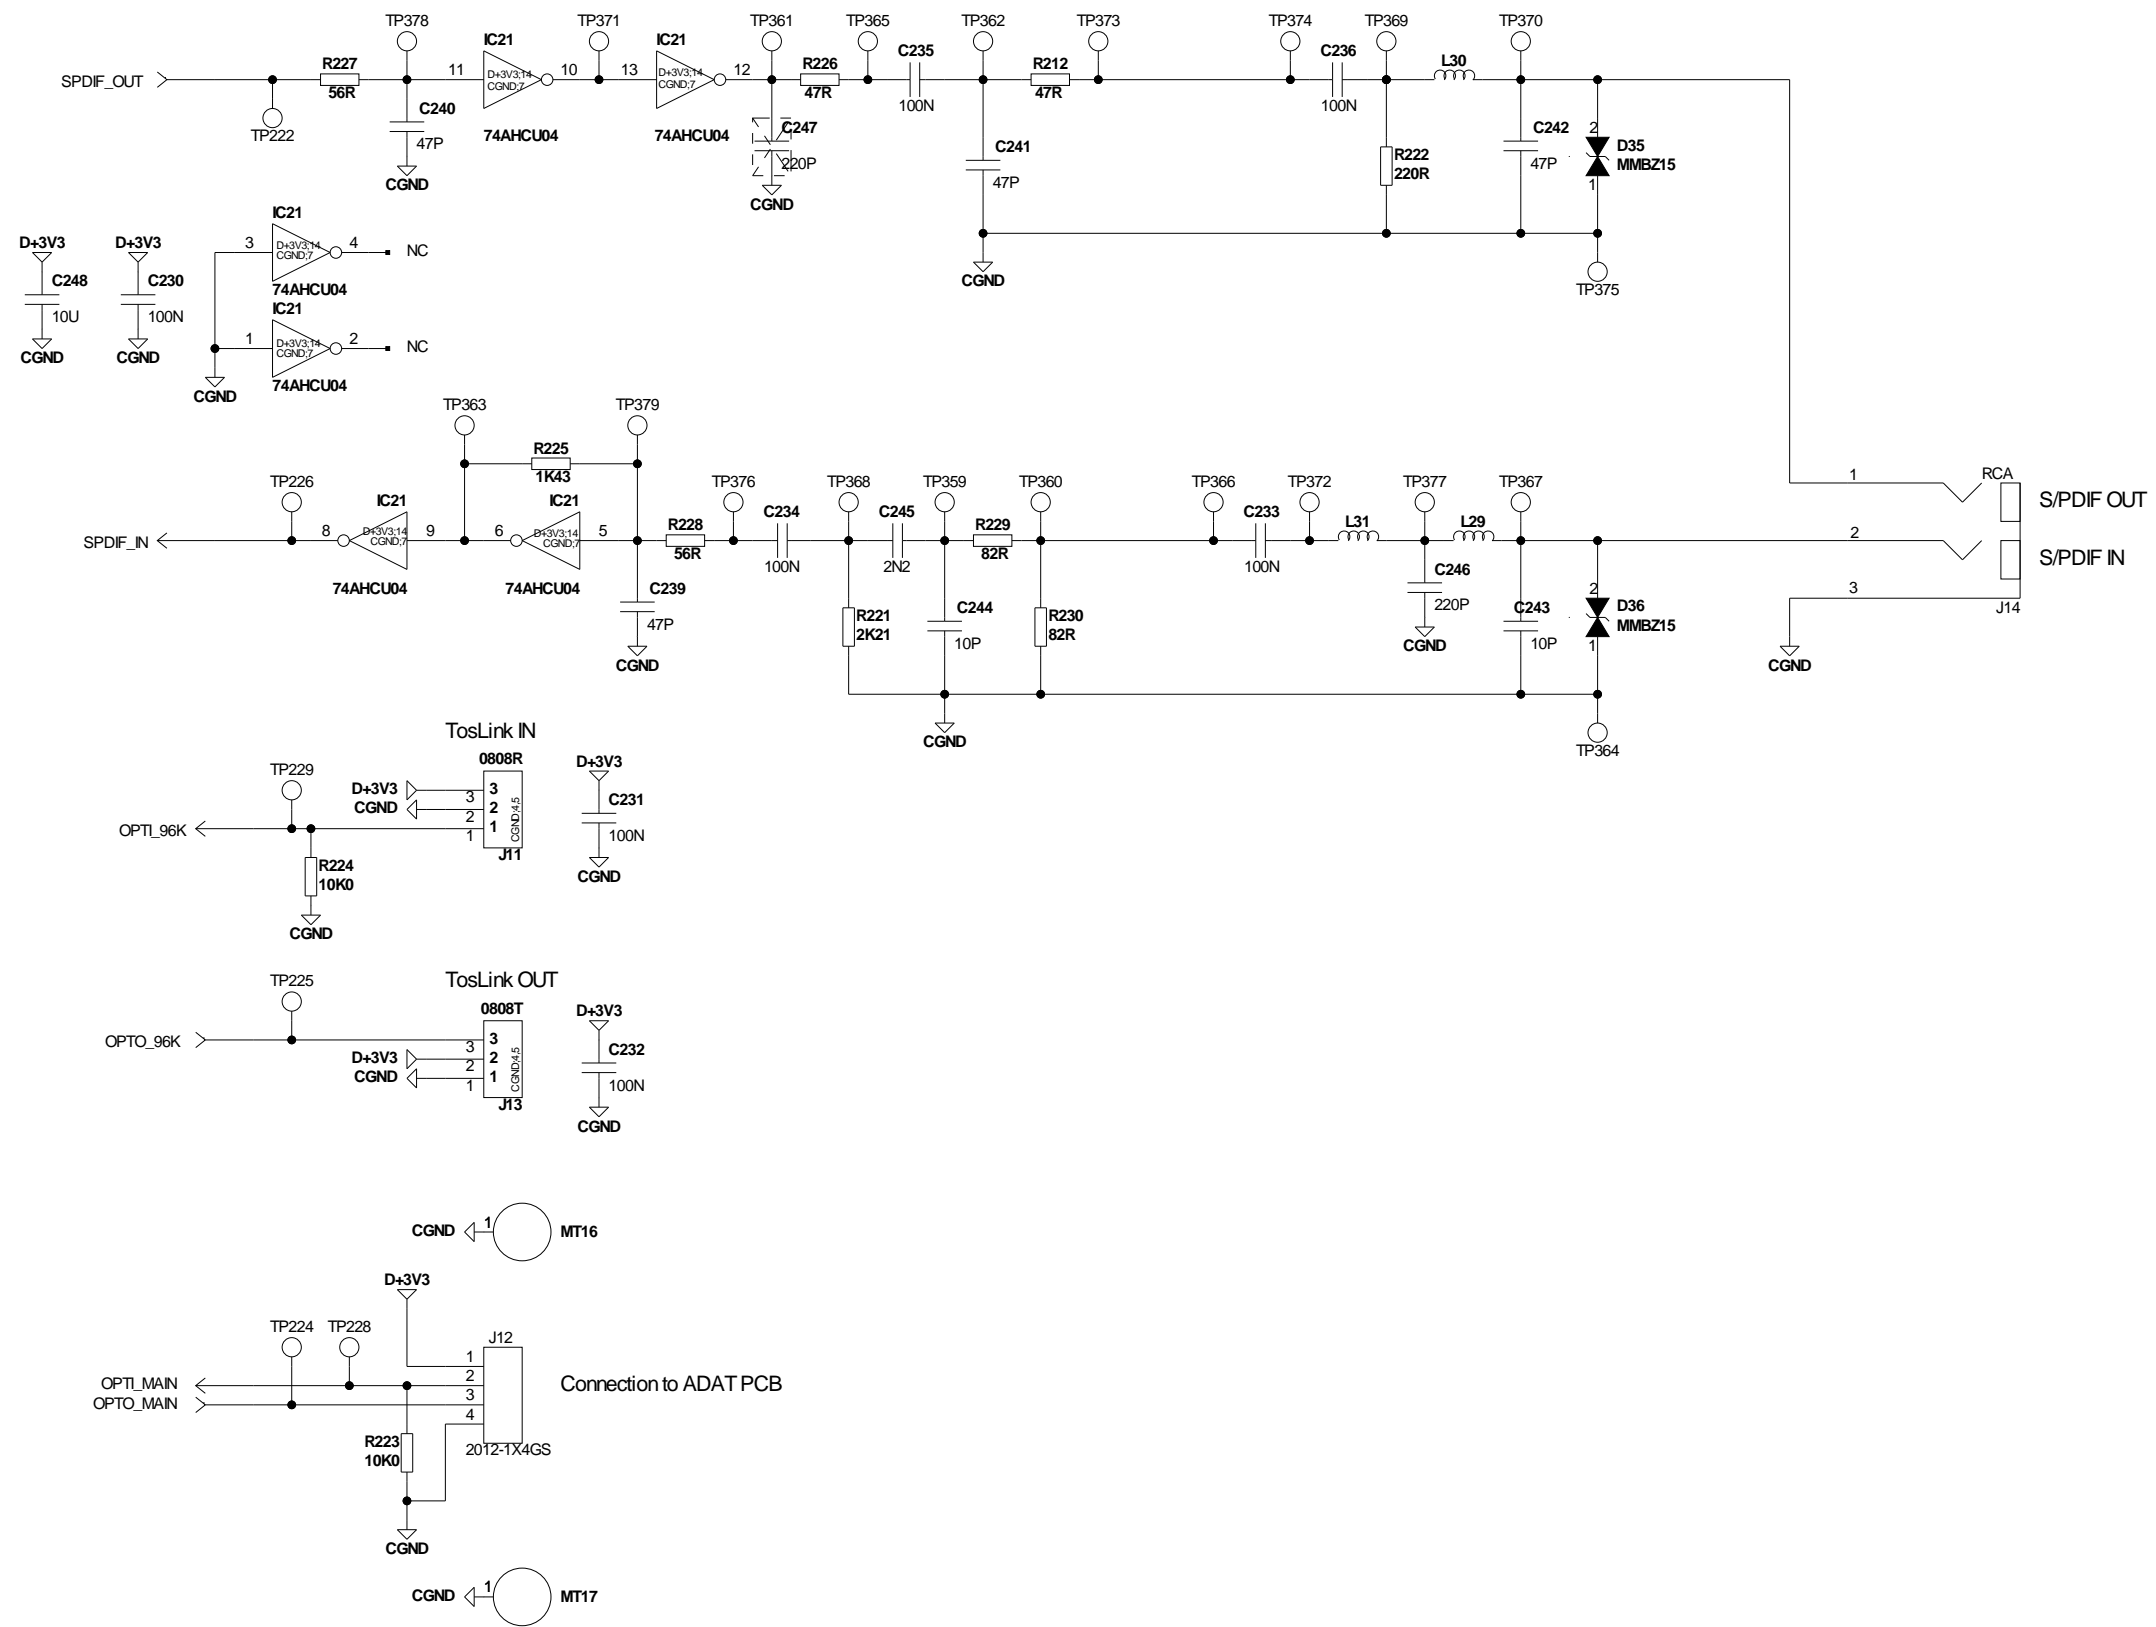 TP378
TP371
TP361
TP365
TP362
TP373
TP374
TP369
TP370
IC21
IC21
C235
C236
L30
R227
11
D+3V3;14
CGND;7
10
13
D+3V3;14
CGND;7
12
R226
R212
SPDIF_OUT
56R
47R
100N
47R
100N
TP222
C240
47P
74AHCU04
74AHCU04
C247
220P
C241
47P
R222
220R
C242
47P
2
D35
MMBZ15
1
CGND
CGND
IC21
D+3V3
D+3V3
3
D+3V3;14
CGND;7
4
NC
C248
10U
C230
100N
74AHCU04
CGND
TP375
IC21
1
D+3V3;14
CGND;7
2
NC
CGND
CGND
74AHCU04
CGND
TP363
TP379
R225
1K43
TP226
TP376
TP368
TP359
TP360
TP366
TP372
TP377
TP367
1
RCA
S/PDIF OUT
IC21
IC21
C234
C245
C233
L31
L29
SPDIF_IN
8
D+3V3;14
CGND;7
9
6
D+3V3;14
CGND;7
5
R228
56R
100N
2N2
R229
82R
100N
2
S/PDIF IN
74AHCU04
74AHCU04
C239
47P
R221
2K21
C244
10P
R230
82R
C246
220P
C243
10P
2
D36
MMBZ15
1
3
J14
CGND
CGND
CGND
CGND
TP364
TosLink IN
0808R
TP229
D+3V3
D+3V3
3
3
CGND
2
2
OPTI_96K
1
1
CGND;4,5
J11
C231
100N
CGND
R224
10K0
CGND
TosLink OUT
TP225
0808T
D+3V3
OPTO_96K
3
3
D+3V3
2
2
CGND
1
1
CGND;4,5
J13
C232
100N
CGND
CGND
1
MT16
D+3V3
TP224
TP228
J12
1
OPTI_MAIN
2
OPTO_MAIN
3
4
Connection to ADAT PCB
R223
10K0
2012-1X4GS
CGND
CGND
1
MT17